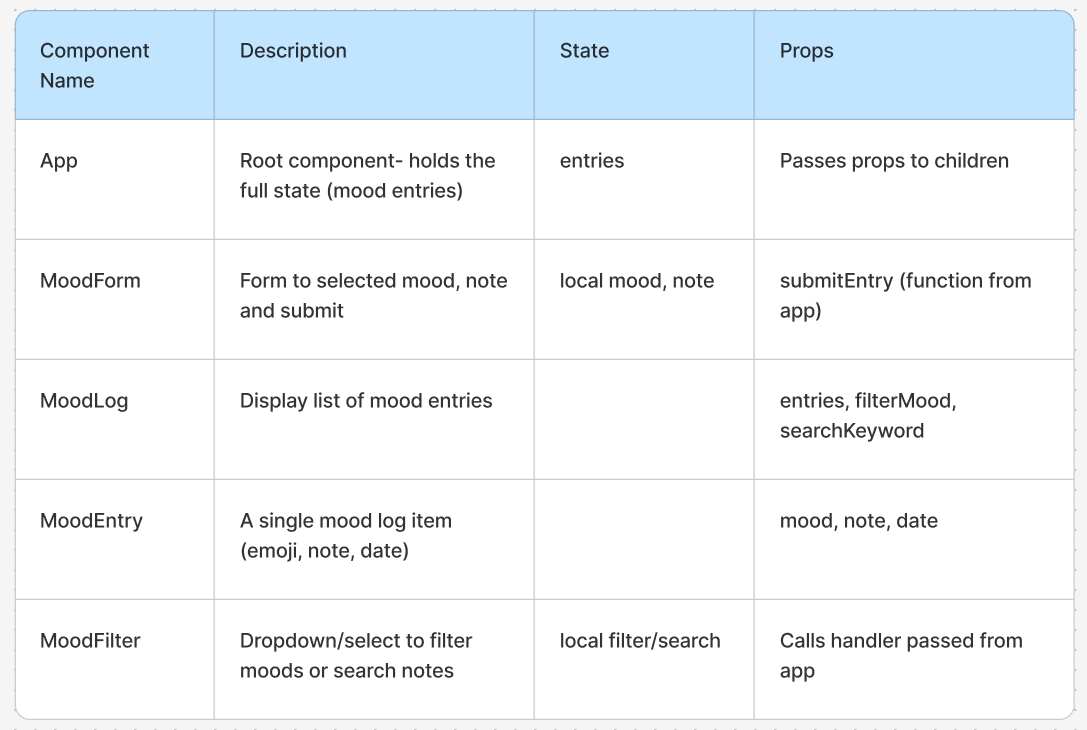 Component
Name
Description
State
Props
App
Root component- holds the
full state (mood entries)
entries
Passes props to children
MoodForm
Form to selected mood, note
and submit
local mood, note
submitEntry (function from
app)
MoodLog
Display list of mood entries
entries, filterMood,
searchKeyword
MoodEntry
A single mood log item
(emoji, note, date)
mood, note, date
MoodFilter
Dropdown/select to filter
moods or search notes
local filter/search
Calls handler passed from
app